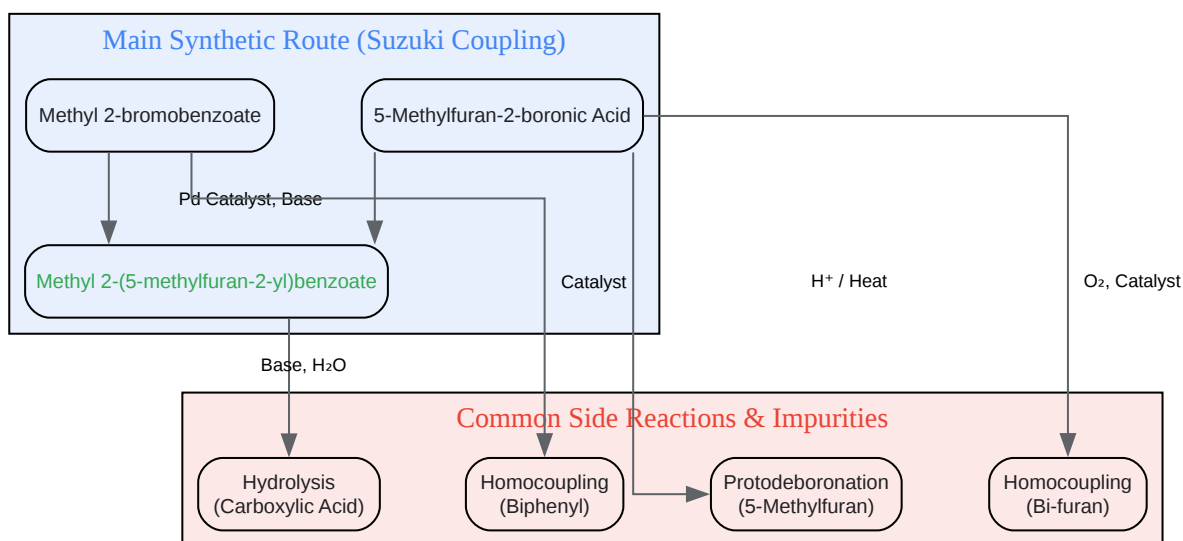 Main Synthetic Route (Suzuki Coupling)
Methyl 2-bromobenzoate
5-Methylfuran-2-boronic Acid
Pd Catalyst, Base
Methyl 2-(5-methylfuran-2-yl)benzoate
Catalyst
H⁺ / Heat
O₂, Catalyst
Base, H₂O
Common Side Reactions & Impurities
Hydrolysis
(Carboxylic Acid)
Homocoupling
(Biphenyl)
Protodeboronation
(5-Methylfuran)
Homocoupling
(Bi-furan)